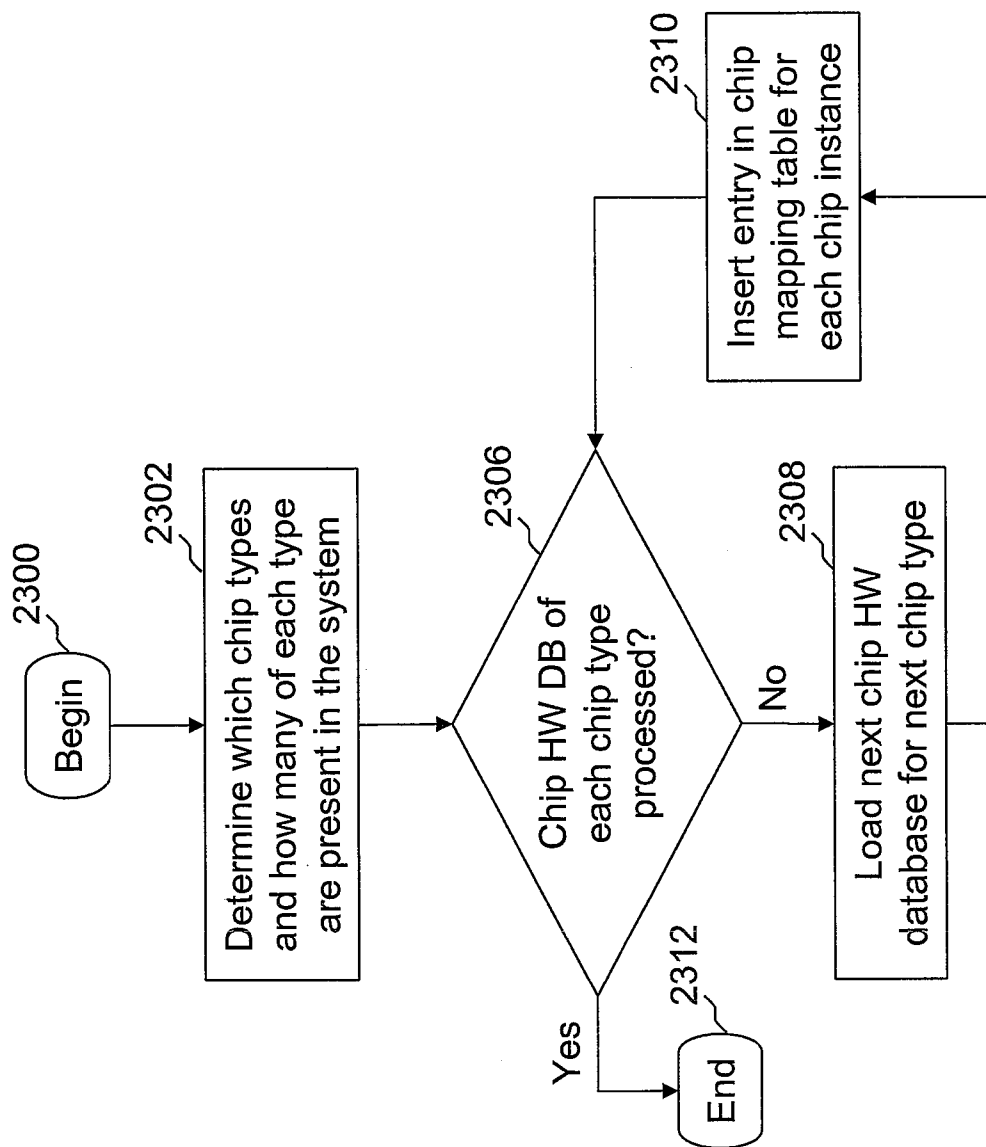 2300
Begin
2302
Determine which chip types
and how many of each type
are present in the system
2306
Chip HW DB of
each chip type
processed?
Yes
No
2312
End
2308
Load next chip HW
database for next chip type
2310
Insert entry in chip
mapping table for
each chip instance